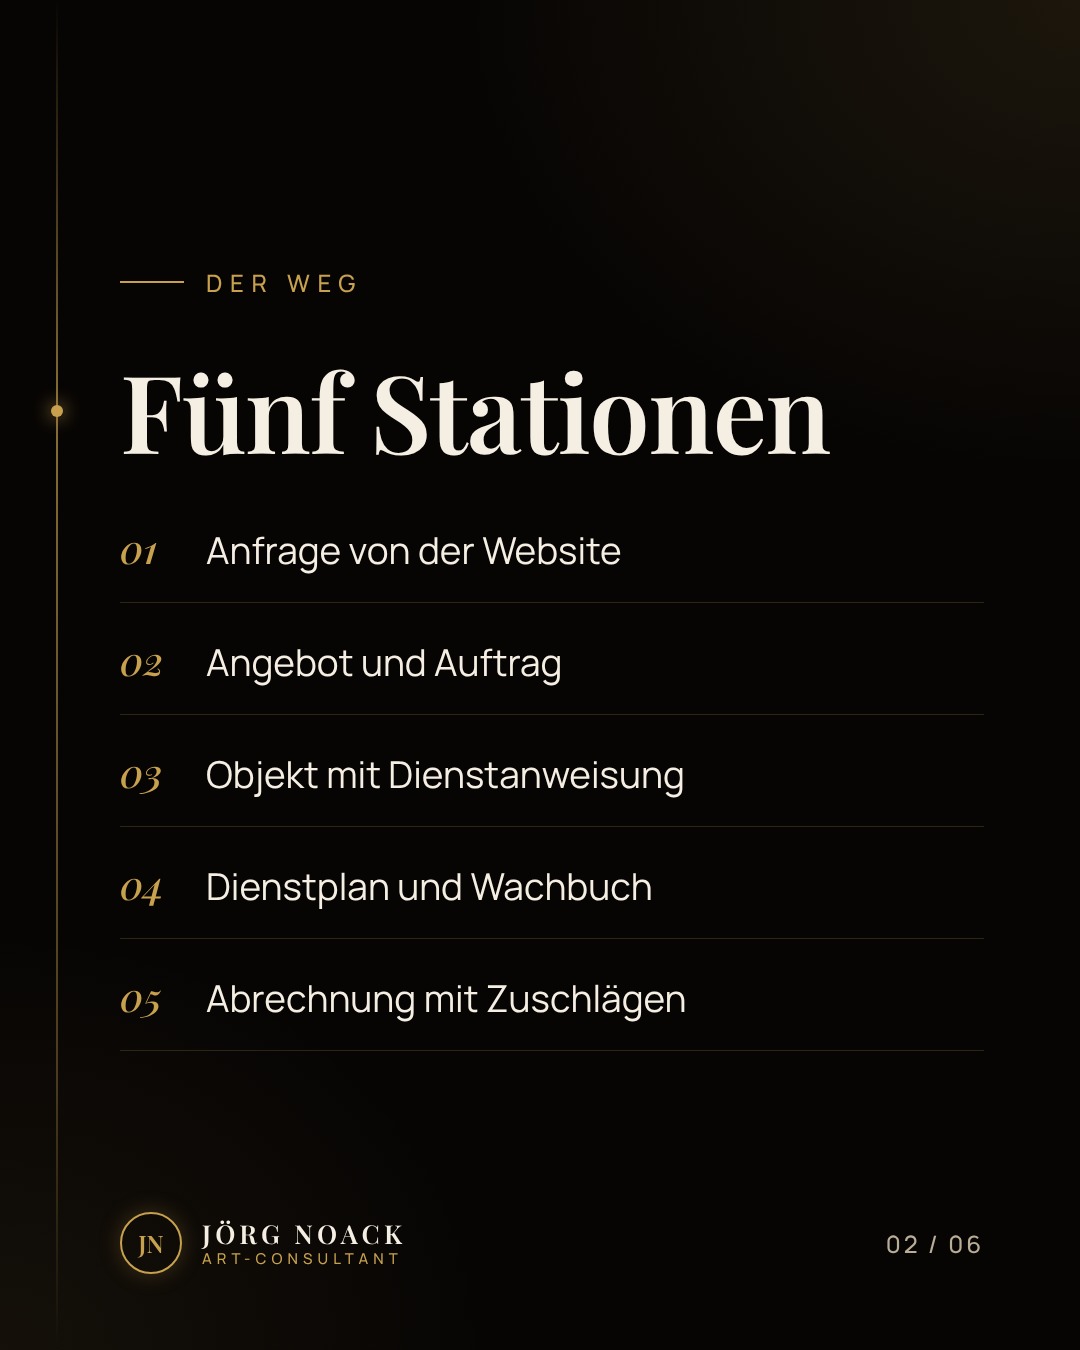 DER WEG
Fünf Stationen
01 Anfrage von der Website
02 Angebot und Auftrag
03 Objekt mit Dienstanweisung
04 Dienstplan und Wachbuch
05 Abrechnung mit Zuschlägen
JN
JÖRG NOACK
ART-CONSULTANT
02 / 06